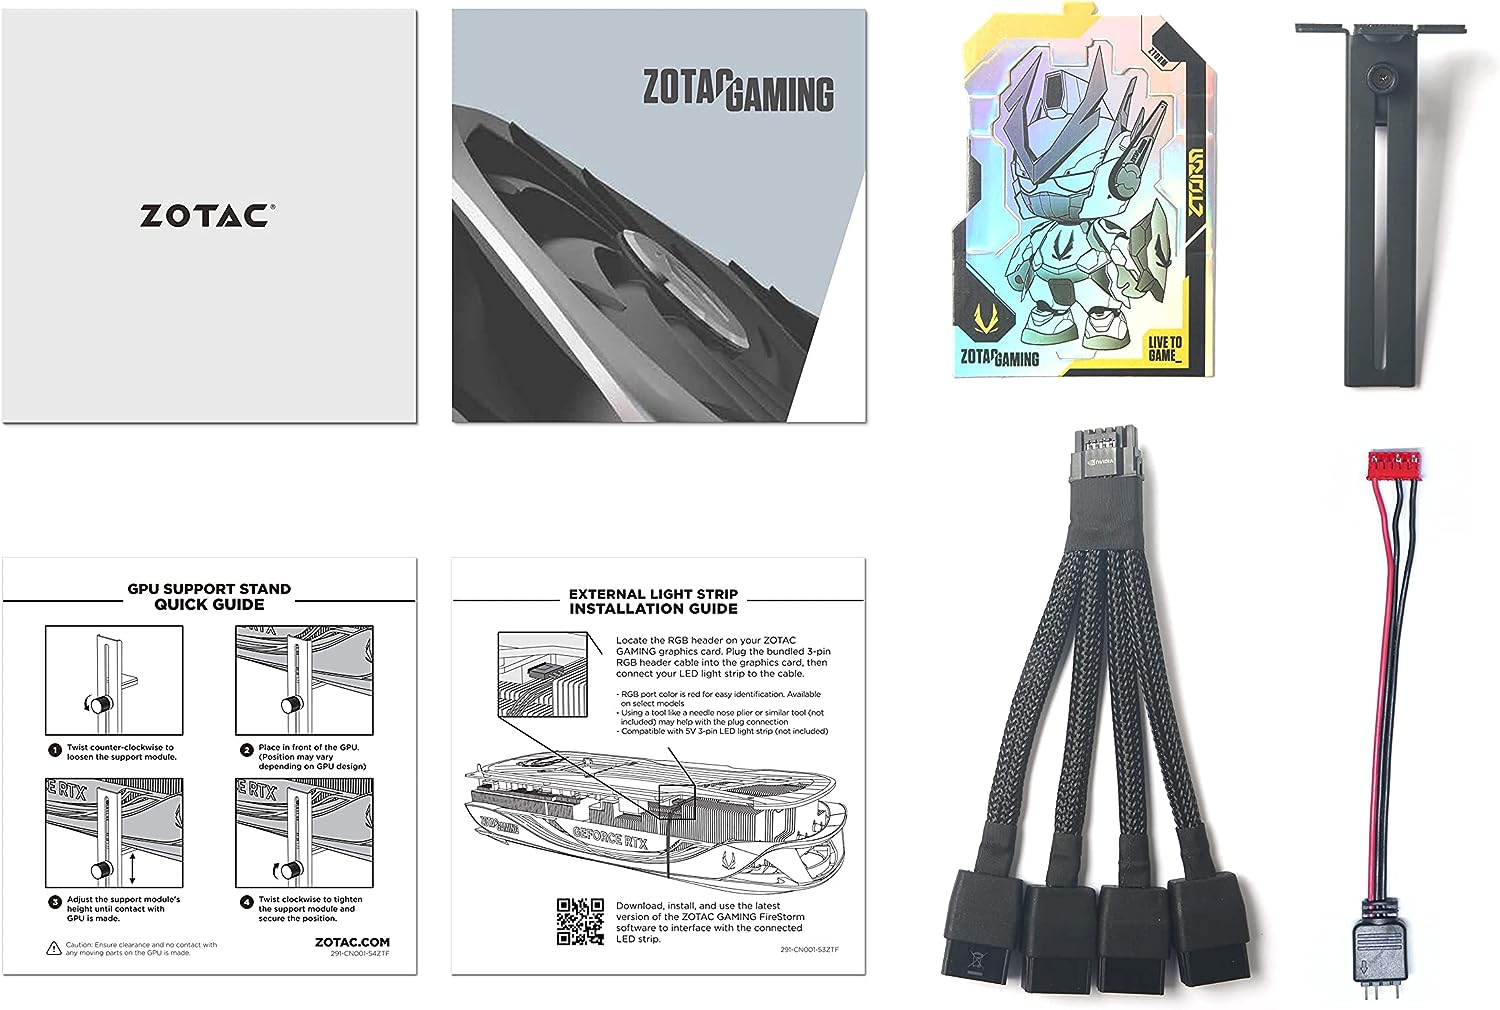 ZOTAC®
ZOTAC GAMING
ZTORM
ZTORM
ZOTAC GAMING
LIVE TO
GAME_
GPU SUPPORT STAND
QUICK GUIDE
1 Twist counter-clockwise to
loosen the support module.
2 Place in front of the GPU.
(Position may vary
depending on GPU design)
E RTX
3 Adjust the support module's
height until contact with
GPU is made.
E RTX
4 Twist clockwise to tighten
the support module and
secure the position.
Caution: Ensure clearance and no contact with
any moving parts on the GPU is made.
ZOTAC.COM
291-CN001-54ZTF
EXTERNAL LIGHT STRIP
INSTALLATION GUIDE
Locate the RGB header on your ZOTAC
GAMING graphics card. Plug the bundled 3-pin
RGB header cable into the graphics card, then
connect your LED light strip to the cable.
- RGB port color is red for easy identification. Available
on select models
- Using a tool like a needle nose plier or similar tool (not
included) may help with the plug connection
- Compatible with 5V 3-pin LED light strip (not included)
ZOTAC GAMING
GEFORCE RTX
Download, install, and use the latest
version of the ZOTAC GAMING FireStorm
software to interface with the connected
LED strip.
291-CN001-53ZTF
NVIDIA